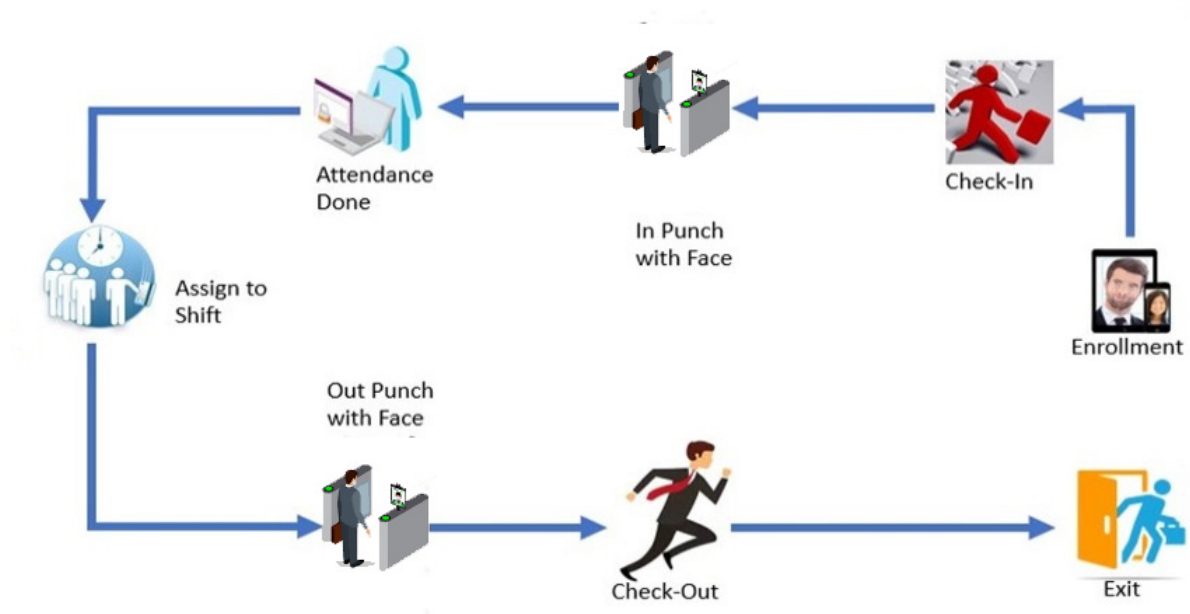 Attendance
Done
Check-In
In Punch
with Face
Assign to
Shift
Enrollment
Out Punch
with Face
Check-Out
Exit